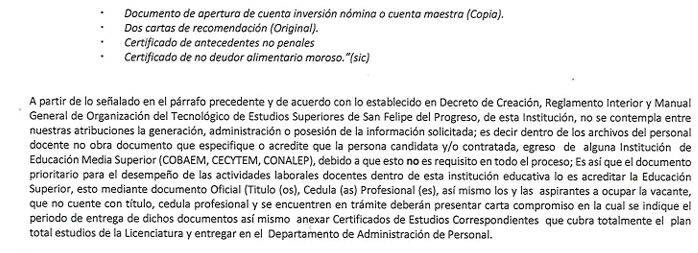 · Documento de apertura de cuenta inversión nómina o cuenta maestra (Copia).
· Dos cartas de recomendación (Original).
· Certificado de antecedentes no penales
· Certificado de no deudor alimentario moroso."(sic)
A partir de lo señalado en el párrafo precedente y de acuerdo con lo establecido en Decreto de Creación, Reglamento Interior y Manual
General de Organización del Tecnológico de Estudios Superiores de San Felipe del Progreso, de esta Institución, no se contempla entre
nuestras atribuciones la generación, administración o posesión de la información solicitada; es decir dentro de los archivos del personal
docente no obra documento que especifique o acredite que la persona candidata y/o contratada, egreso de alguna Institución de
Educación Media Superior (COBAEM, CECYTEM, CONALEP), debido a que esto no es requisito en todo el proceso; Es así que el documento
prioritario para el desempeño de las actividades laborales docentes dentro de esta institución educativa lo es acreditar la Educación
Superior, esto mediante documento Oficial (Titulo (os), Cedula (as) Profesional (es), así mismo los y las aspirantes a ocupar la vacante,
que no cuente con título, cedula profesional y se encuentren en trámite deberán presentar carta compromiso en la cual se indique el
periodo de entrega de dichos documentos así mismo anexar Certificados de Estudios Correspondientes que cubra totalmente el plan
total estudios de la Licenciatura y entregar en el Departamento de Administración de Personal.